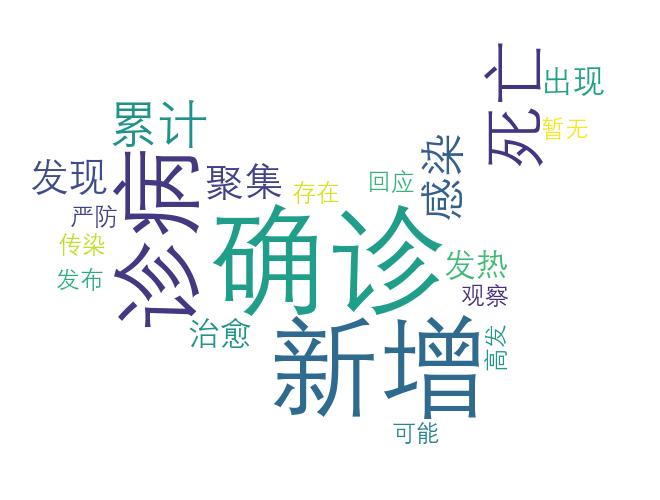 死亡
出现
暂无
累计
感染
诊病
发现
聚集
回应
存在
严防
确诊
传染
发热
发布
观察
治愈
新增
高发
可能